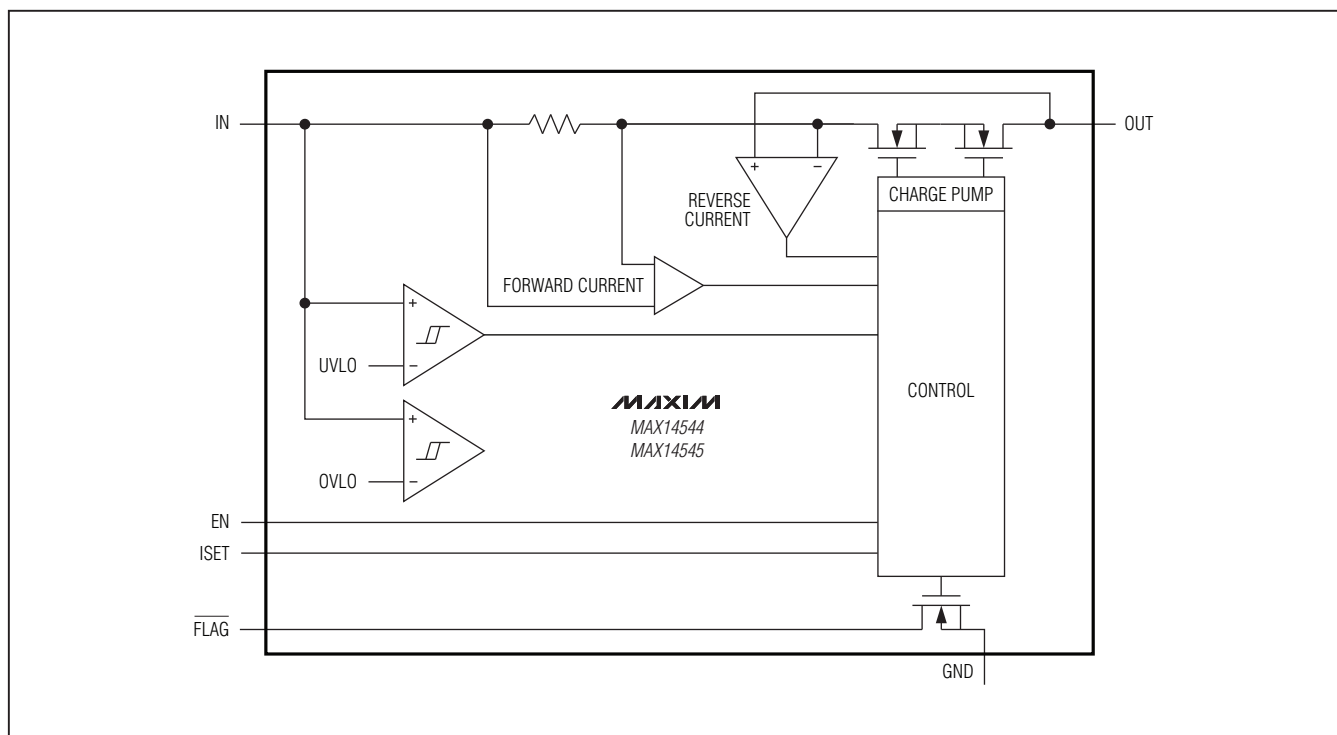 IN
OUT
+
−
REVERSE
CURRENT
CHARGE PUMP
FORWARD CURRENT
+
UVLO
−
CONTROL
MAXIM
MAX14544
MAX14545
+
OVLO
−
EN
ISET
FLAG
GND